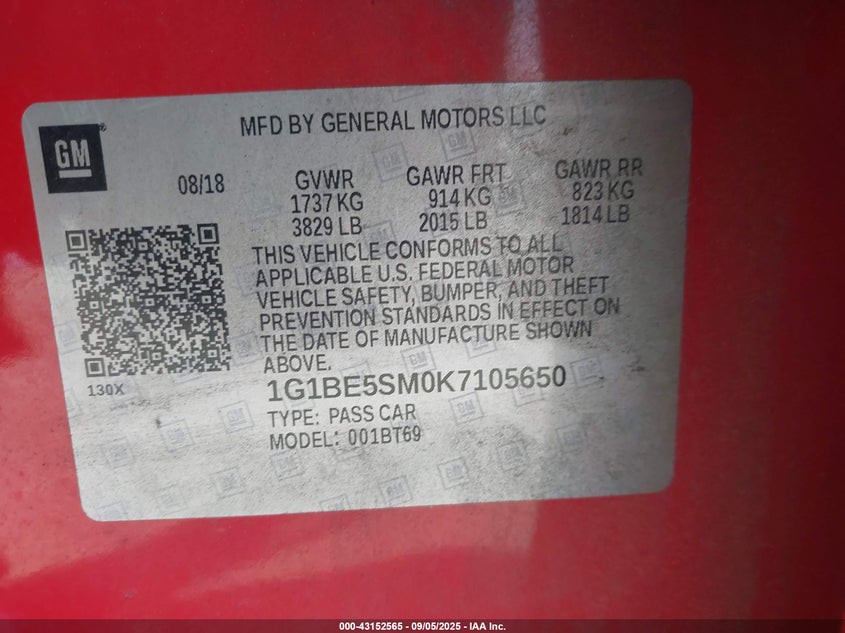 MFD BY GENERAL MOTORS LLC
GM®
08/18
GVWR
1737 KG
3829 LB
GAWR FRT
914 KG
2015 LB
GAWR RR
823 KG
1814 LB
THIS VEHICLE CONFORMS TO ALL
APPLICABLE U.S. FEDERAL MOTOR
VEHICLE SAFETY, BUMPER, AND THEFT
PREVENTION STANDARDS IN EFFECT ON
THE DATE OF MANUFACTURE SHOWN
ABOVE.
130X
1G1BE5SM0K7105650
TYPE: PASS CAR
MODEL: 001BT69
000-43152565 - 09/05/2025 - IAA Inc.